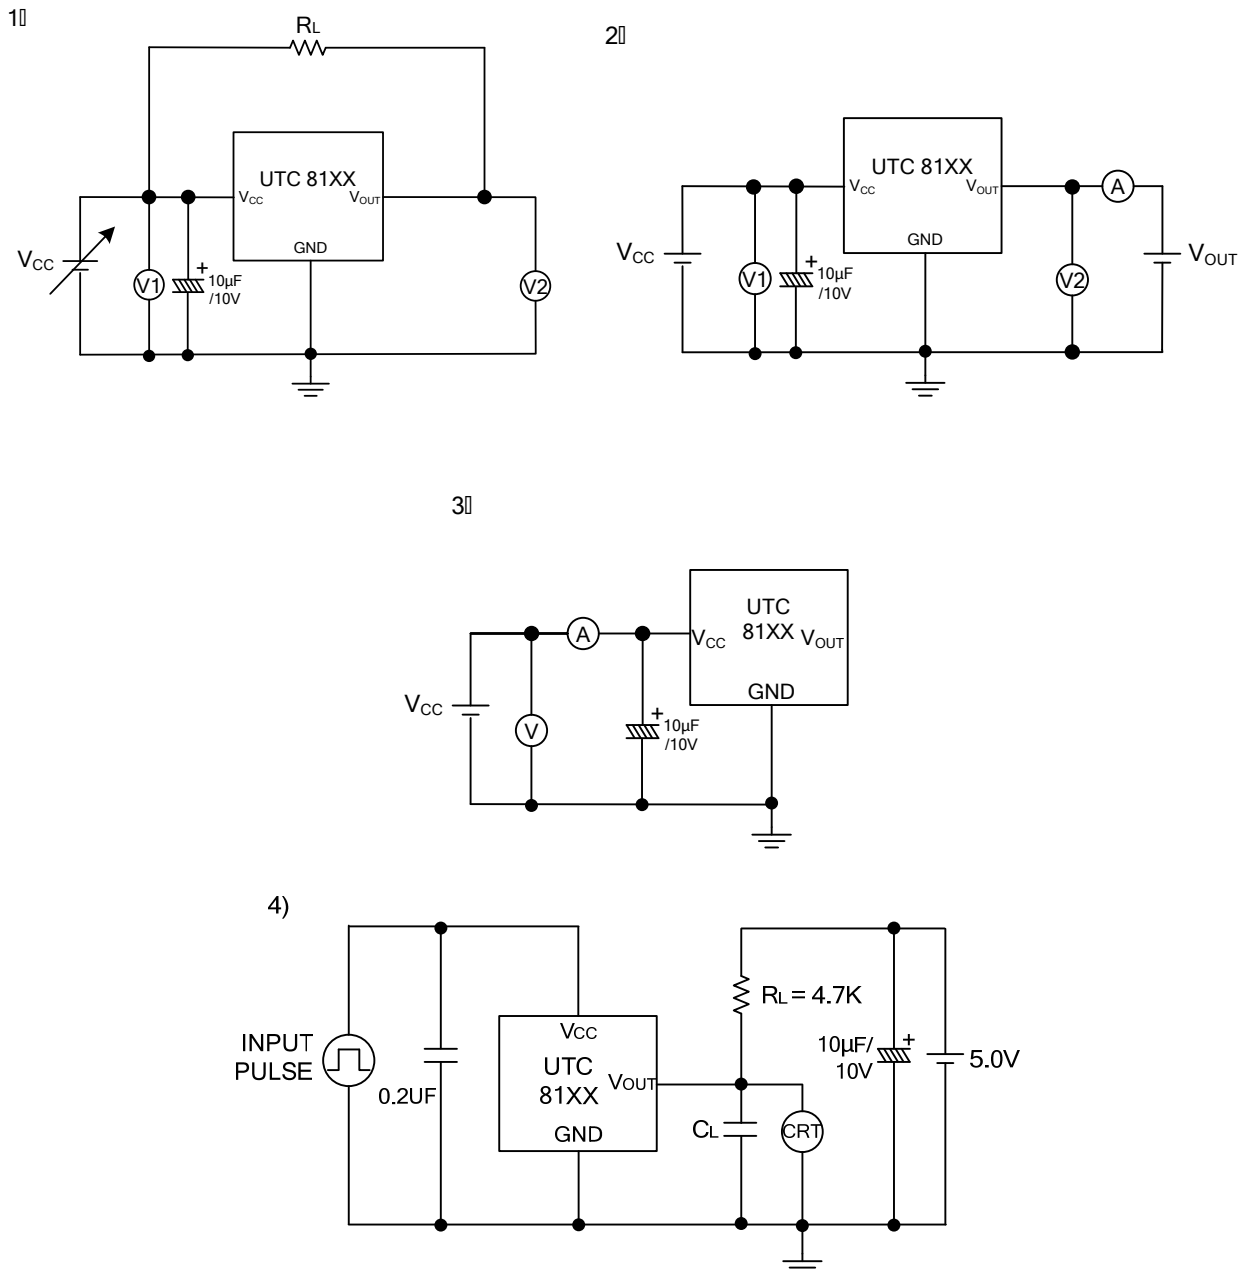 1
RL
UTC 81XX
VCC
VOUT
GND
VCC
V1
+
10µF
/10V
V2
2
UTC 81XX
VCC
VOUT
GND
VCC
V1
+
10µF
/10V
V2
A
VOUT
3
UTC
81XX
VCC
VOUT
GND
A
VCC
V
+
10µF
/10V
4)
INPUT
PULSE
0.2UF
VCC
UTC
81XX
VOUT
GND
RL = 4.7K
CL
CRT
10µF/
10V
+
5.0V